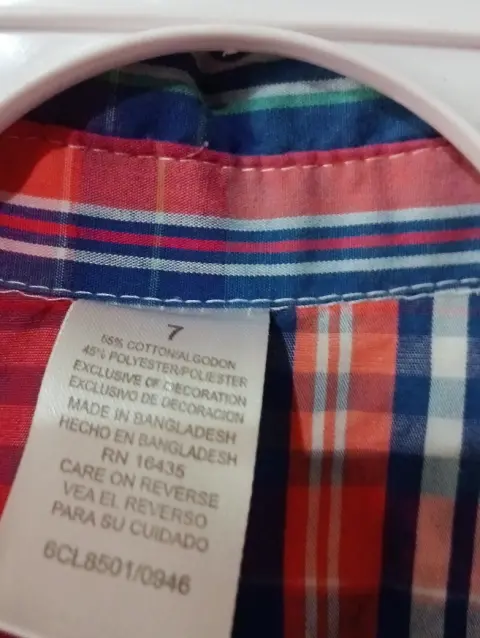 7
55% COTTON/ALGODON
45% POLYESTER/POLIESTER
EXCLUSIVE OF DECORATION
EXCLUSIVO DE DECORACION
MADE IN BANGLADESH
HECHO EN BANGLADESH
RN 16435
CARE ON REVERSE
VEA EL REVERSO
PARA SU CUIDADO
6CL8501/0946